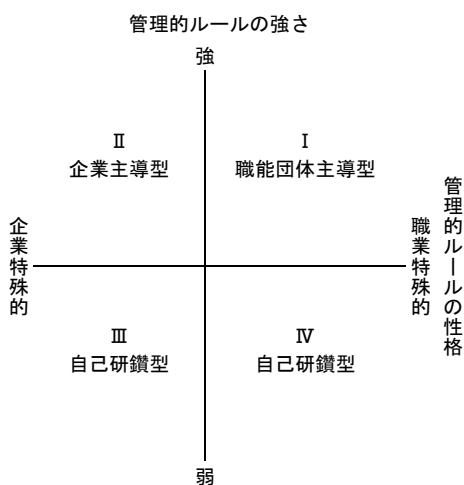 管理的ルールの強さ
強
Ⅱ
企業主導型
Ⅰ
職能団体主導型
企業特殊的
職業特殊的
管理的ルールの性格
Ⅲ
自己研鑽型
Ⅳ
自己研鑽型
弱